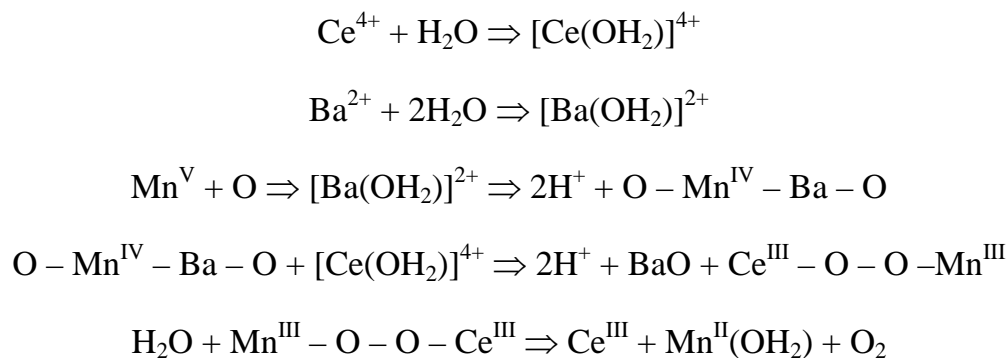 Ce⁴⁺ + H₂O ⇒ [Ce(OH₂)]⁴⁺
Ba²⁺ + 2H₂O ⇒ [Ba(OH₂)]²⁺
Mnⱽ + O ⇒ [Ba(OH₂)]²⁺ ⇒ 2H⁺ + O – Mnᴵⱽ – Ba – O
O – Mnᴵⱽ – Ba – O + [Ce(OH₂)]⁴⁺ ⇒ 2H⁺ + BaO + Ceᴵᴵᴵ – O – O –Mnᴵᴵᴵ
H₂O + Mnᴵᴵᴵ – O – O – Ceᴵᴵᴵ ⇒ Ceᴵᴵᴵ + Mnᴵᴵ(OH₂) + O₂